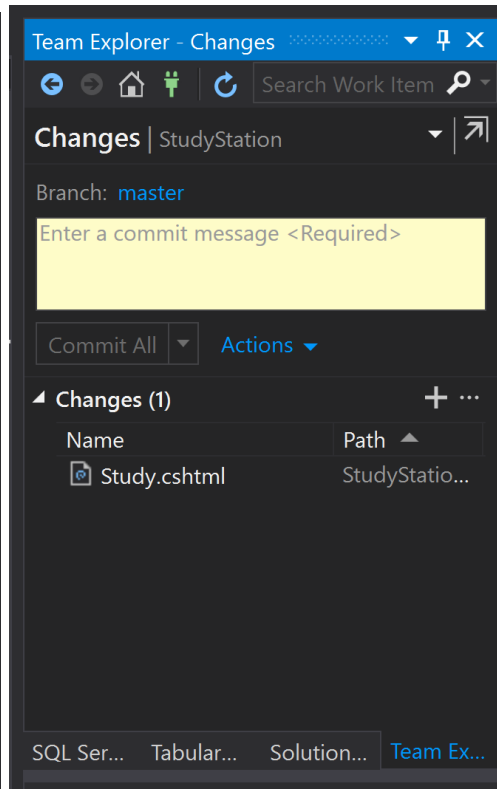 Team Explorer - Changes
Search Work Item
Changes | StudyStation
Branch: master
Enter a commit message <Required>
Commit All Actions
Changes (1)
Name Path
Study.cshtml StudyStatio...
SQL Ser... Tabular... Solution... Team Ex...